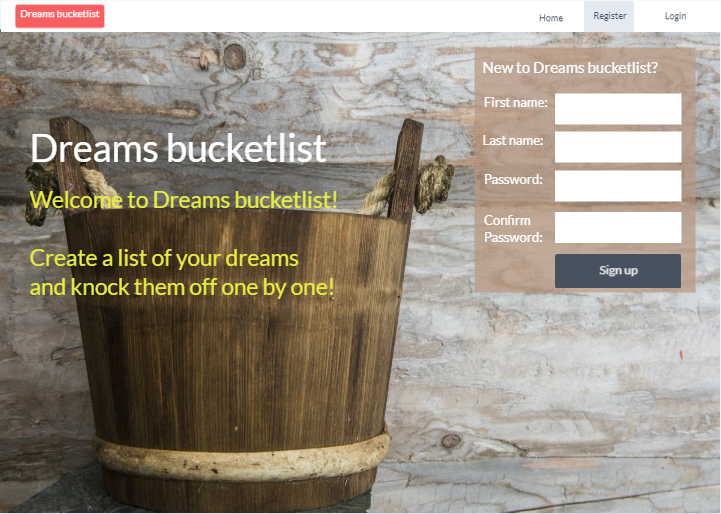 Dreams bucketlist
Home
Register
Login
Dreams bucketlist
Welcome to Dreams bucketlist!
Create a list of your dreams
and knock them off one by one!
New to Dreams bucketlist?
First name:
Last name:
Password:
Confirm
Password:
Sign up